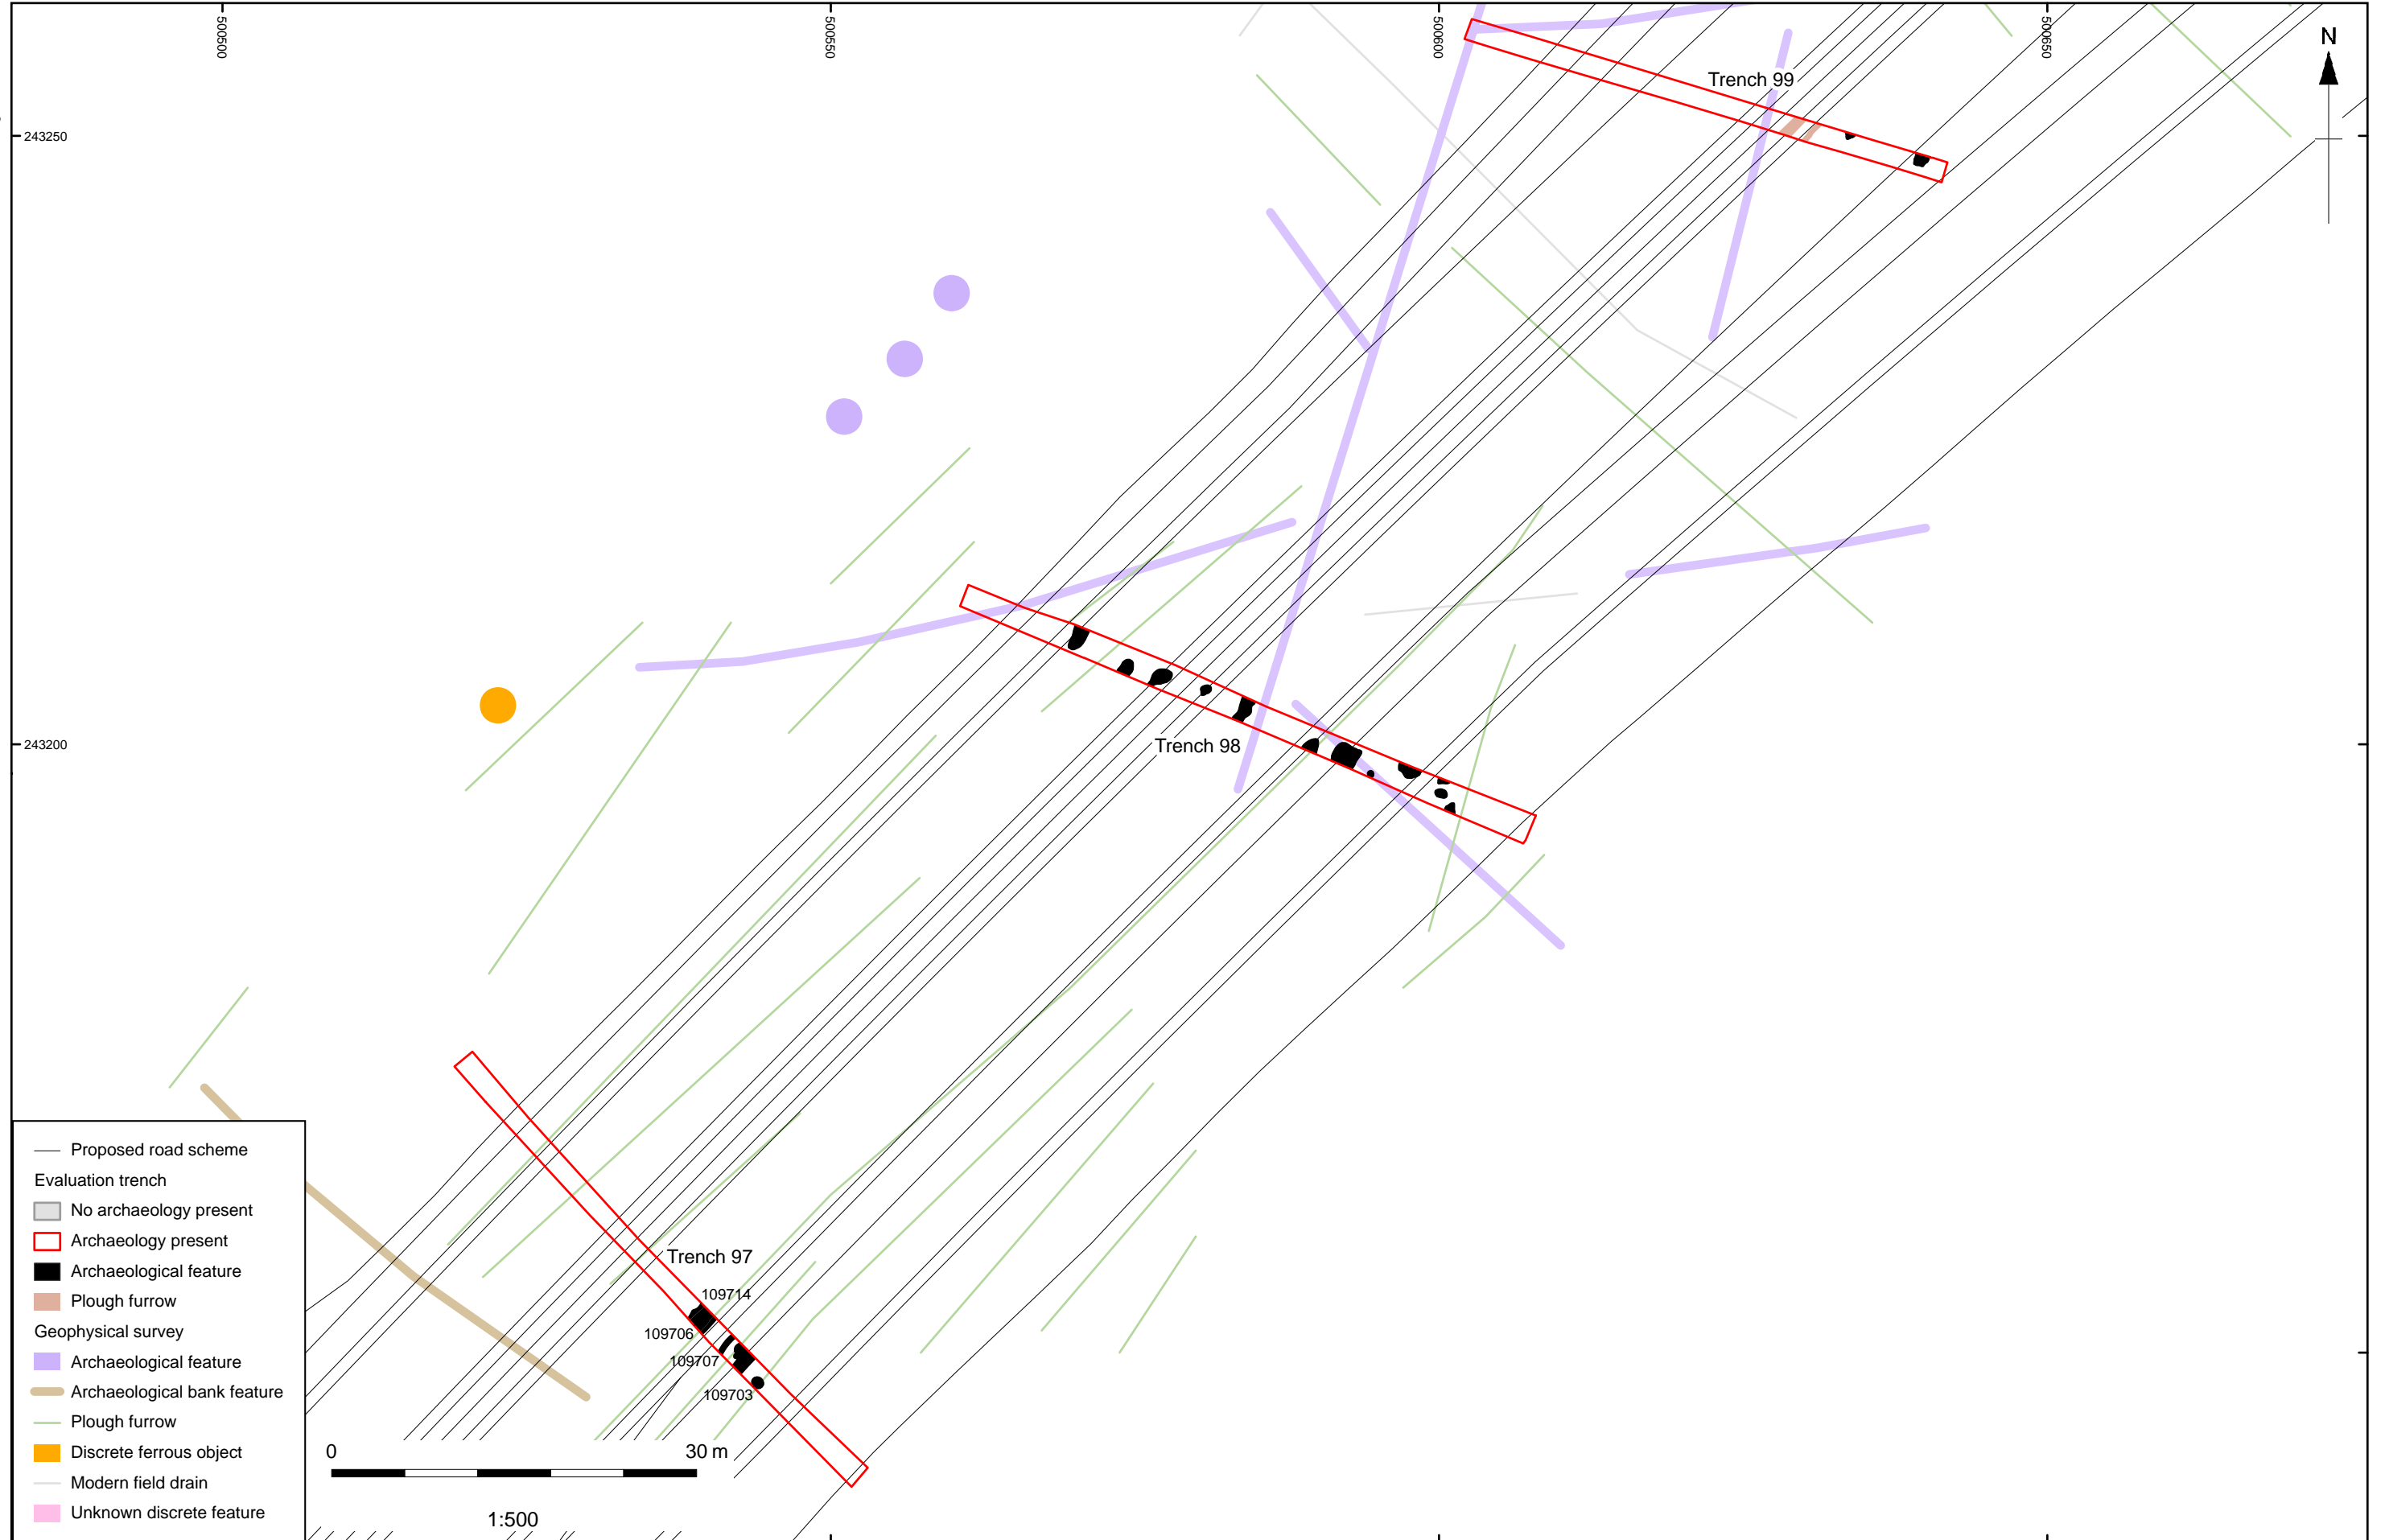 500500
500550
500600
500650
N
Trench 99
243250
243200
Trench 98
Trench 97
109714
109706
109707
109703
Proposed road scheme
Evaluation trench
No archaeology present
Archaeology present
Archaeological feature
Plough furrow
Geophysical survey
Archaeological feature
Archaeological bank feature
Plough furrow
Discrete ferrous object
Modern field drain
Unknown discrete feature
0 30 m
1:500